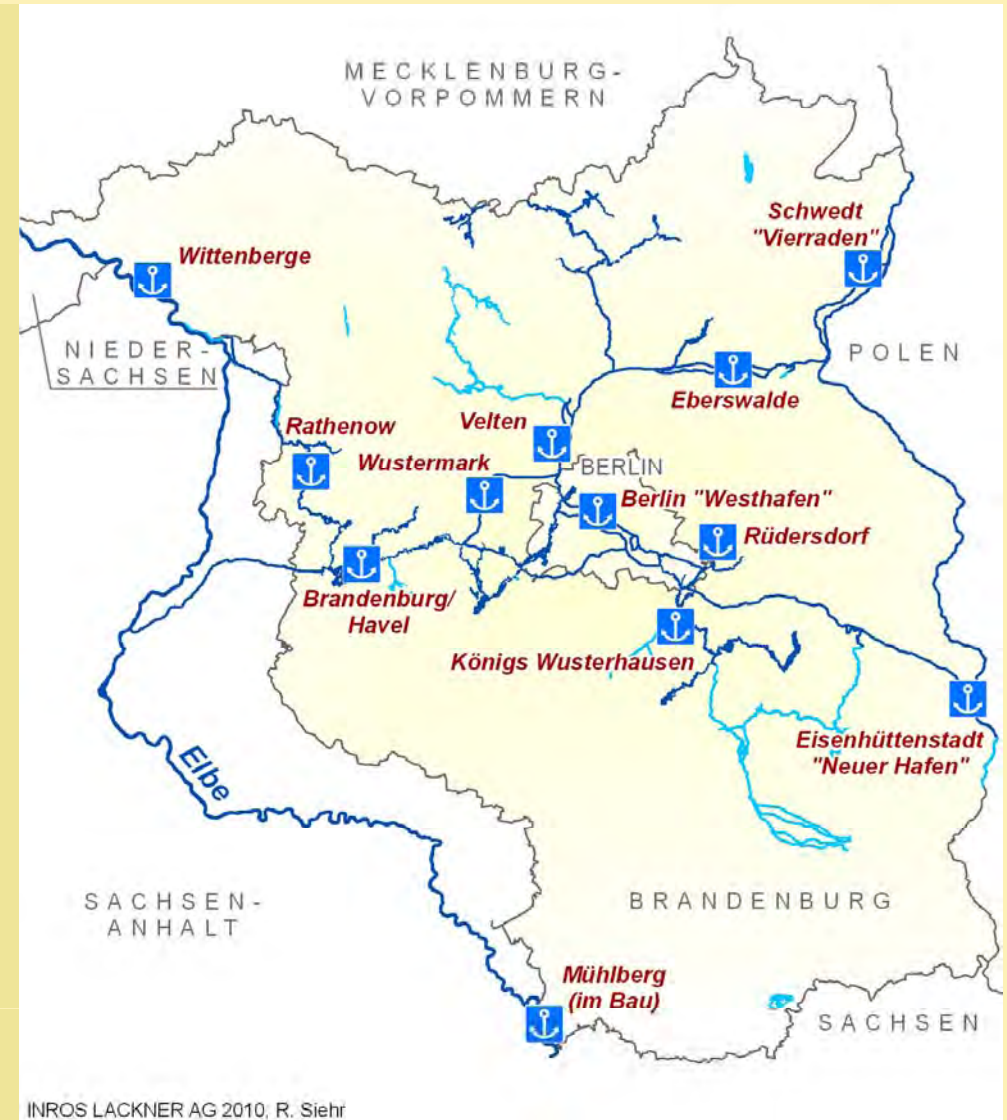 MECKLENBURG-
VORPOMMERN
Schwedt
"Vierraden"
Wittenberge
NIEDER-
SACHSEN
POLEN
Eberswalde
Velten
Rathenow
Wustermark
BERLIN
Berlin "Westhafen"
Rüdersdorf
Brandenburg/
Havel
Königs Wusterhausen
Eisenhüttenstadt
"Neuer Hafen"
Elbe
SACHSEN-
ANHALT
BRANDENBURG
Mühlberg
(im Bau)
SACHSEN
INROS LACKNER AG 2010; R. Siehr